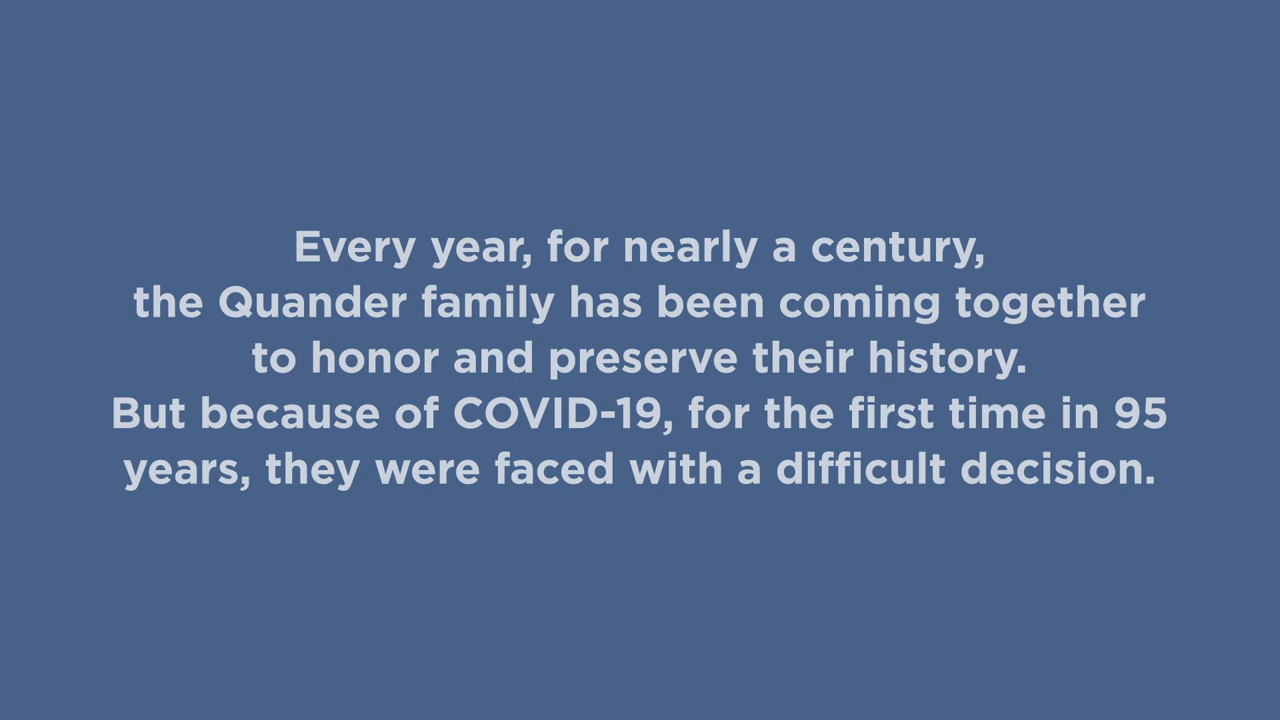 Every year, for nearly a century,
the Quander family has been coming together
to honor and preserve their history.
But because of COVID-19, for the first time in 95
years, they were faced with a difficult decision.